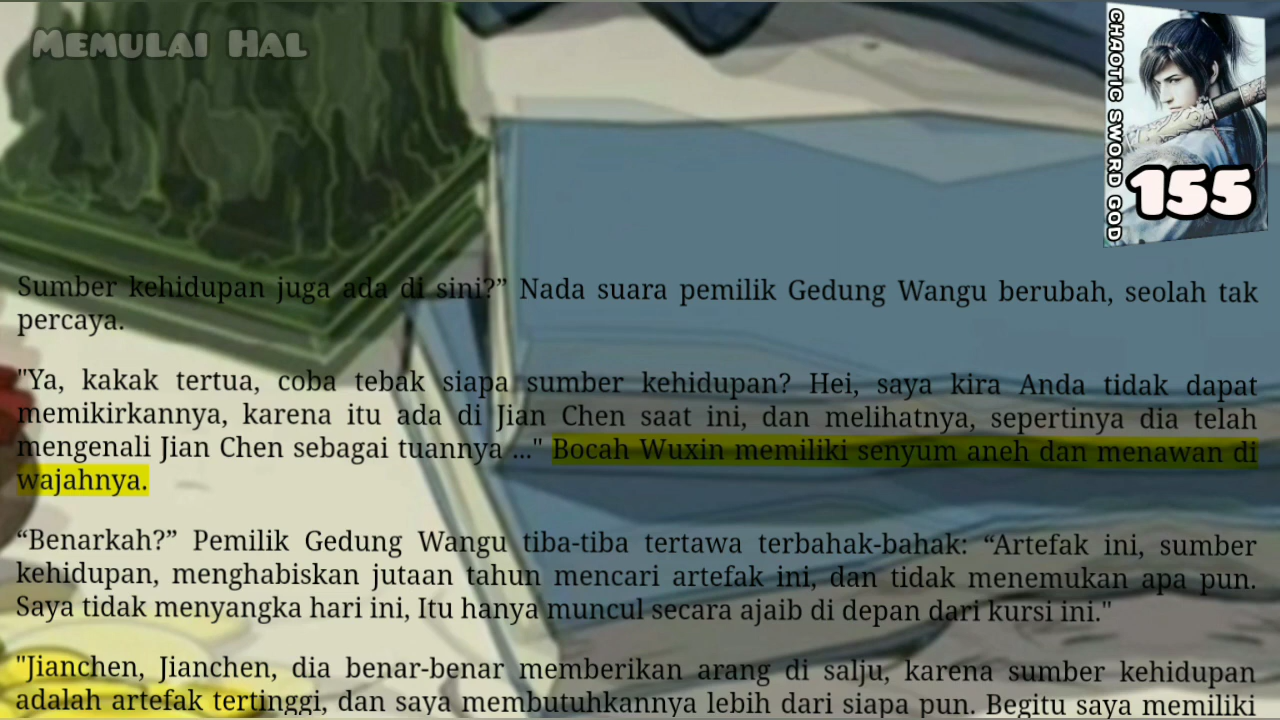 Memulai Hal
CHAOTIC SWORD GOD
155
Sumber kehidupan juga ada di sini?” Nada suara pemilik Gedung Wangu berubah, seolah tak
percaya.
"Ya, kakak tertua, coba tebak siapa sumber kehidupan? Hei, saya kira Anda tidak dapat
memikirkannya, karena itu ada di Jian Chen saat ini, dan melihatnya, sepertinya dia telah
mengenali Jian Chen sebagai tuannya ..." Bocah Wuxin memiliki senyum aneh dan menawan di
wajahnya.
“Benarkah?” Pemilik Gedung Wangu tiba-tiba tertawa terbahak-bahak: “Artefak ini, sumber
kehidupan, menghabiskan jutaan tahun mencari artefak ini, dan tidak menemukan apa pun.
Saya tidak menyangka hari ini, Itu hanya muncul secara ajaib di depan dari kursi ini."
"Jianchen, Jianchen, dia benar-benar memberikan arang di salju, karena sumber kehidupan
adalah artefak tertinggi, dan saya membutuhkannya lebih dari siapa pun. Begitu saya memiliki